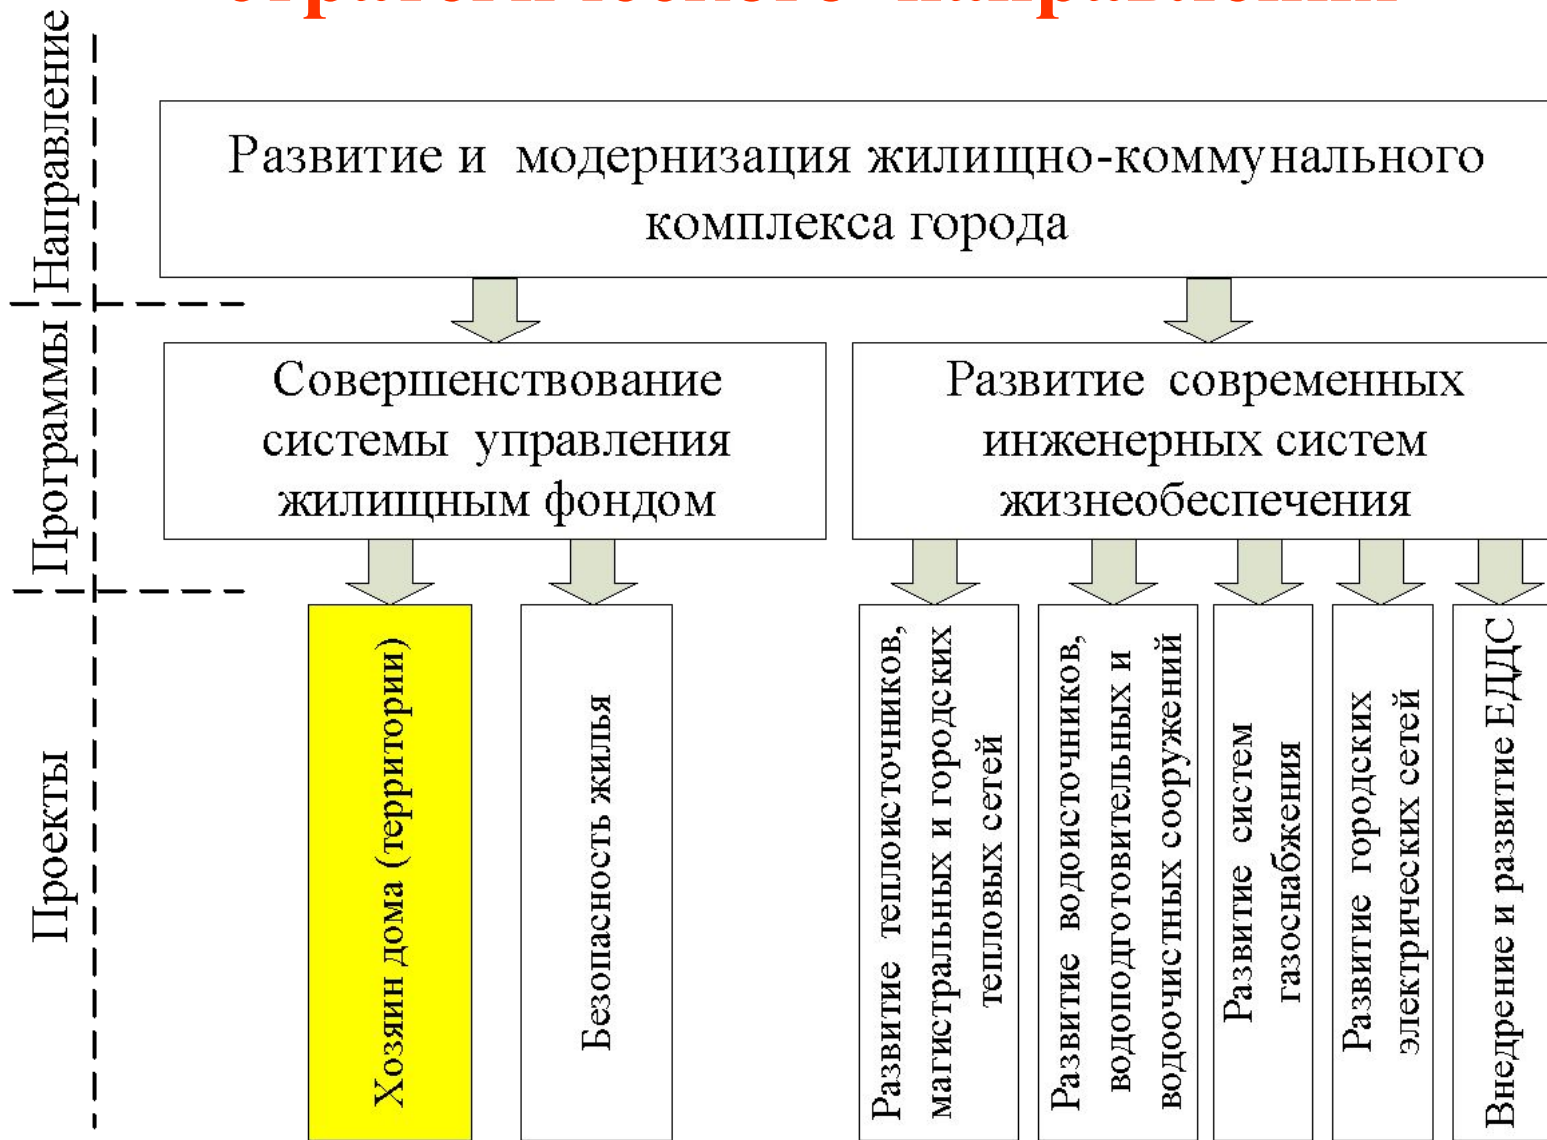 стратегического направления
Направление
Развитие и модернизация жилищно-коммунального
комплекса города
Программы
Совершенствование
системы управления
жилищным фондом
Развитие современных
инженерных систем
жизнеобеспечения
Проекты
Хозяин дома (территории)
Безопасность жилья
Развитие теплоисточников,
магистральных и городских
тепловых сетей
Развитие водоисточников,
водоподготовительных и
водоочистных сооружений
Развитие систем
газоснабжения
Развитие городских
электрических сетей
Внедрение и развитие ЕДДС